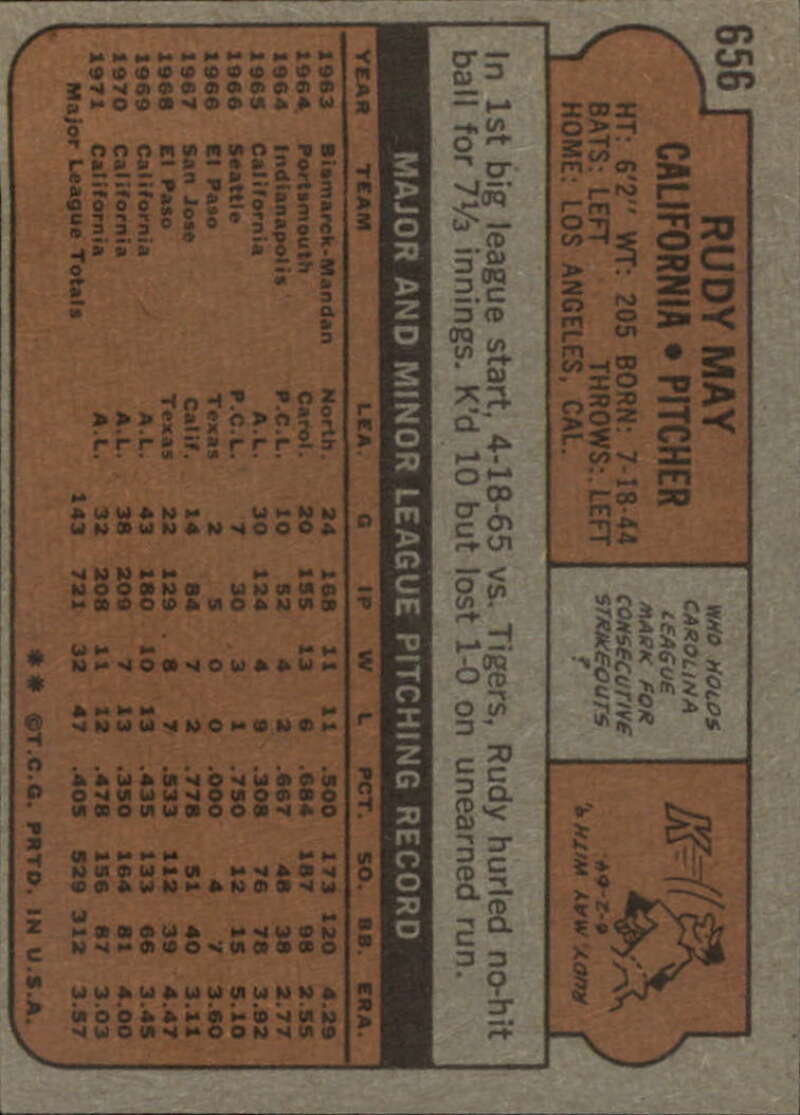 656
RUDY MAY
CALIFORNIA • PITCHER
HT: 6'2" WT: 205 BORN: 7-18-44
BATS: LEFT THROWS: LEFT
HOME: LOS ANGELES, CAL.
WHO HOLDS
CAROLINA
LEAGUE
MARK FOR
CONSECUTIVE
STRIKEOUTS
?
K=11
6-2-64
RUDY MAY WITH 9
In 1st big league start, 4-18-65 vs. Tigers, Rudy hurled no-hit
ball for 7⅓ innings. K'd 10 but lost 1-0 on unearned run.
MAJOR AND MINOR LEAGUE PITCHING RECORD
YEAR TEAM LEA. G IP W L PCT. SO. BB. ERA.
1963 Bismarck-Mandan North. 24 168 11 11 .500 173 120 4.29
1964 Portsmouth Carol. 20 155 13 6 .684 187 98 2.55
1964 Indianapolis P.C.L. 10 52 4 2 .667 48 38 2.77
1965 California A.L. 30 124 4 9 .308 76 78 3.92
1966 Seattle P.C.L. 7 30 3 1 .750 12 15 5.10
1966 El Paso Texas 2 5 0 0 .000 4 7 3.60
1967 San Jose Calif. 14 84 7 2 .778 51 40 3.11
1968 El Paso Texas 22 129 8 7 .533 112 39 4.47
1969 California A.L. 43 180 10 13 .435 133 66 3.45
1970 California A.L. 38 209 7 13 .350 164 81 4.00
1971 California A.L. 32 208 11 12 .478 156 87 3.03
Major League Totals 143 721 32 47 .405 529 312 3.57
** ©T.C.G. PRTD. IN U.S.A.